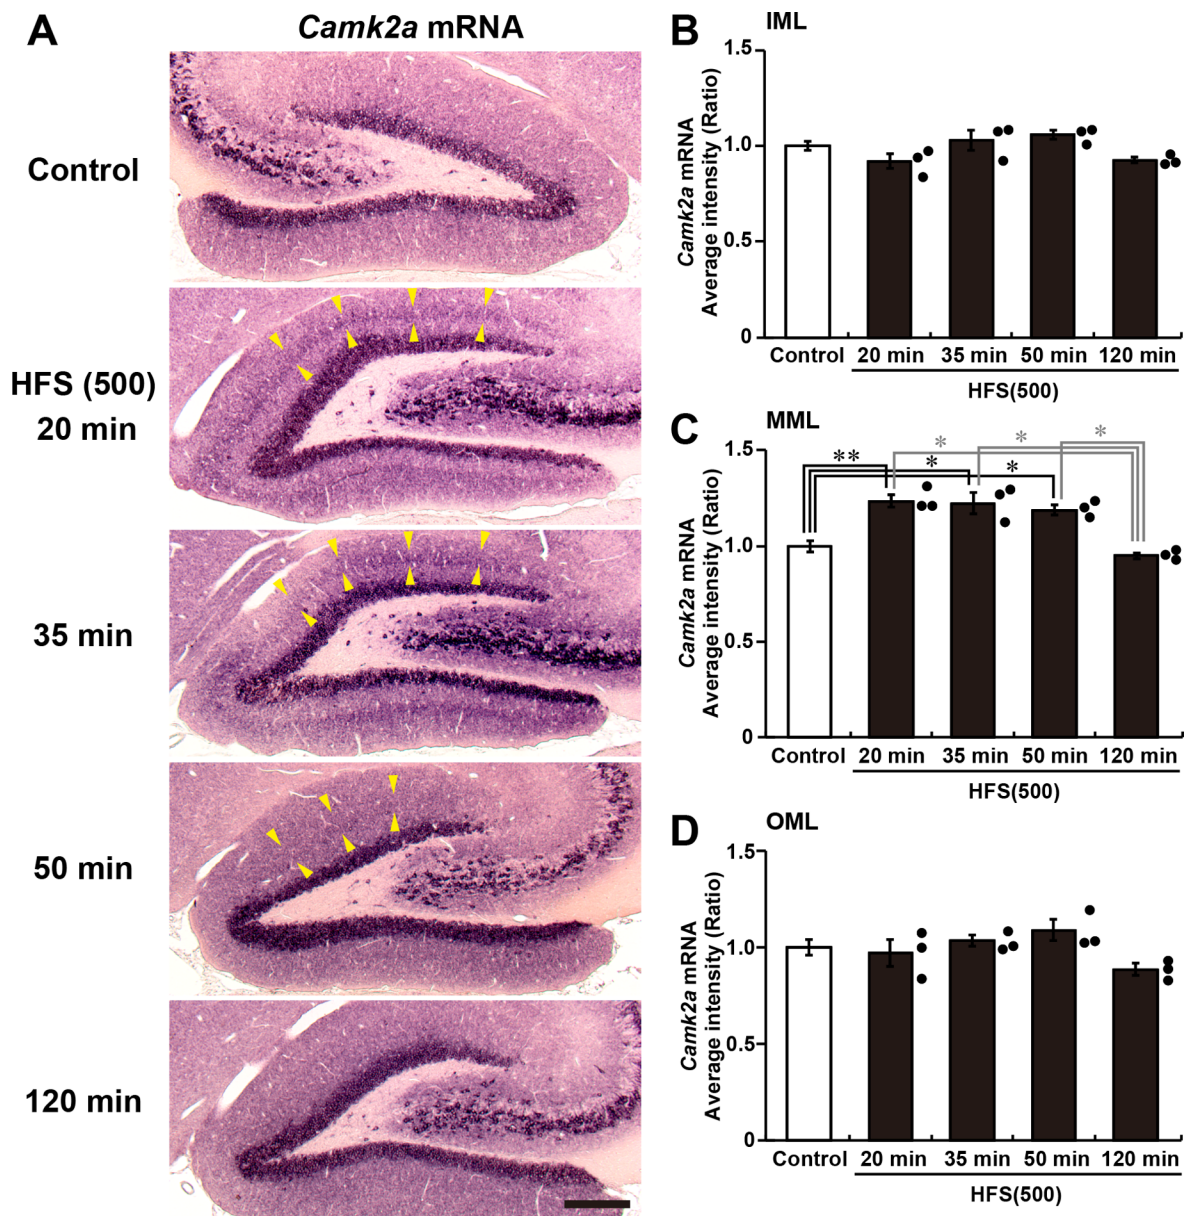 A
Camk2a mRNA
Control
HFS (500)
20 min
35 min
50 min
120 min
B
IML
Camk2a mRNA
Average intensity (Ratio)
1.5
1.0
0.5
0
Control
20 min
35 min
50 min
120 min
HFS(500)
C
MML
Camk2a mRNA
Average intensity (Ratio)
1.5
1.0
0.5
0
** * * * * *
Control
20 min
35 min
50 min
120 min
HFS(500)
D
OML
Camk2a mRNA
Average intensity (Ratio)
1.5
1.0
0.5
0
Control
20 min
35 min
50 min
120 min
HFS(500)